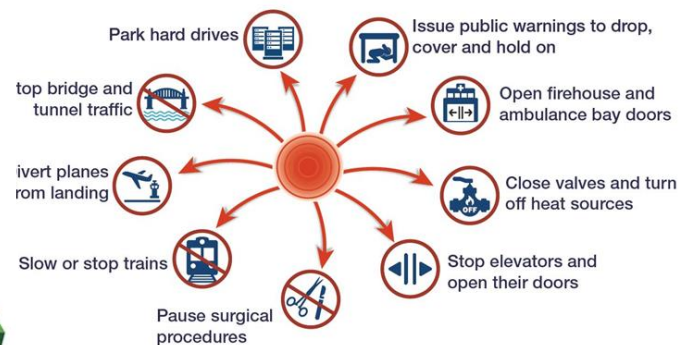 Park hard drives
Issue public warnings to drop,
cover and hold on
top bridge and
tunnel traffic
Open firehouse and
ambulance bay doors
ivert planes
rom landing
Close valves and turn
off heat sources
OFF
Slow or stop trains
Stop elevators and
open their doors
Pause surgical
procedures